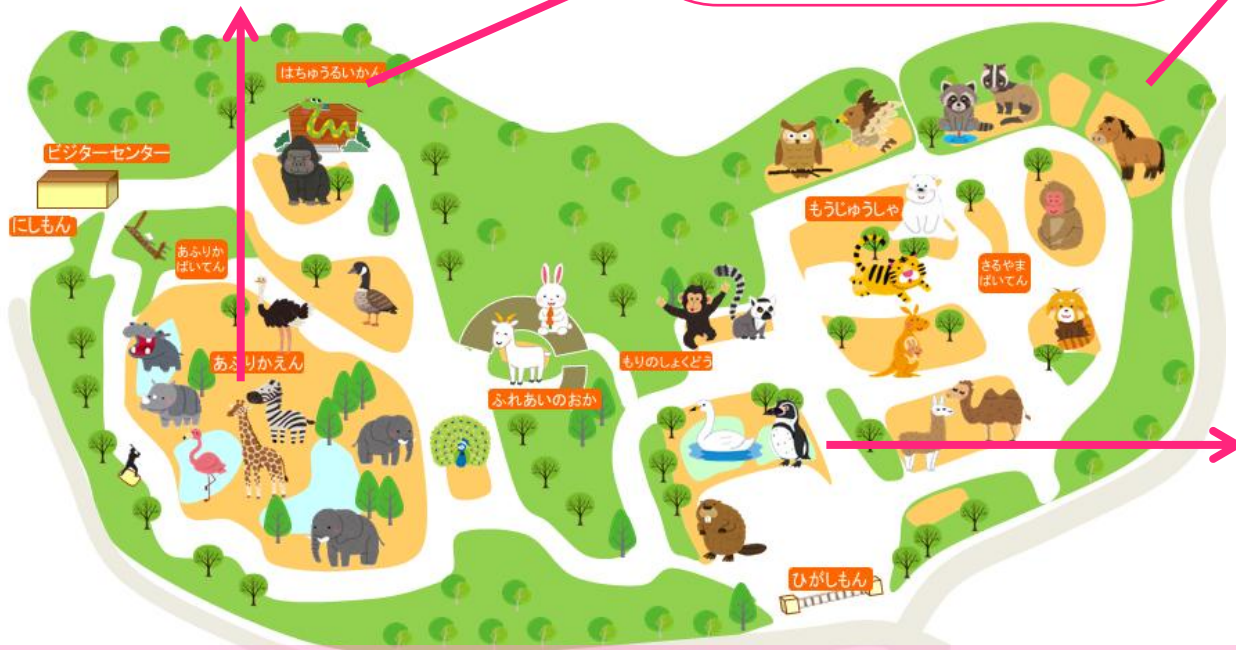 はちゅうるいかん
ビジターセンター
にしもん
あふりか
ばいてん
あふりかえん
ふれあいのおか
もりのしょくどう
もうじゅうしゃ
さるやま
ばいてん
ひがしもん